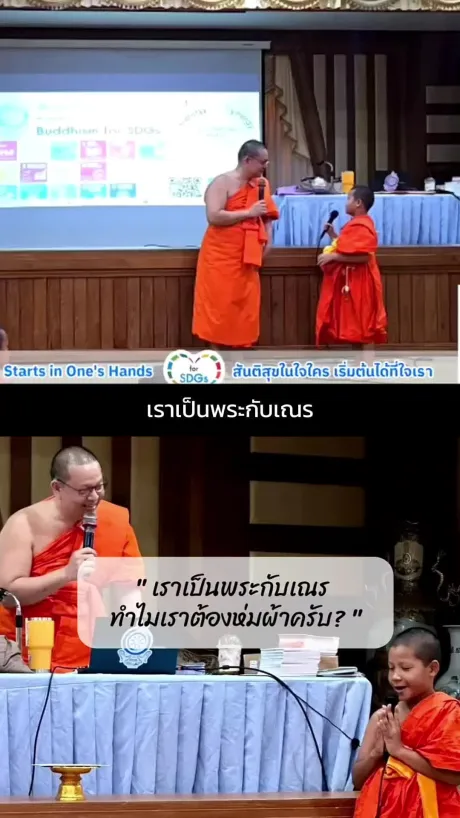 Buddhism for SDGs
Starts in One's Hands
for
SDGs
สันติสุขในใจใคร เริ่มต้นได้ที่ใจเรา
เราเป็นพระกับเณร
" เราเป็นพระกับเณร
ทำไมเราต้องห่มผ้าครับ? "